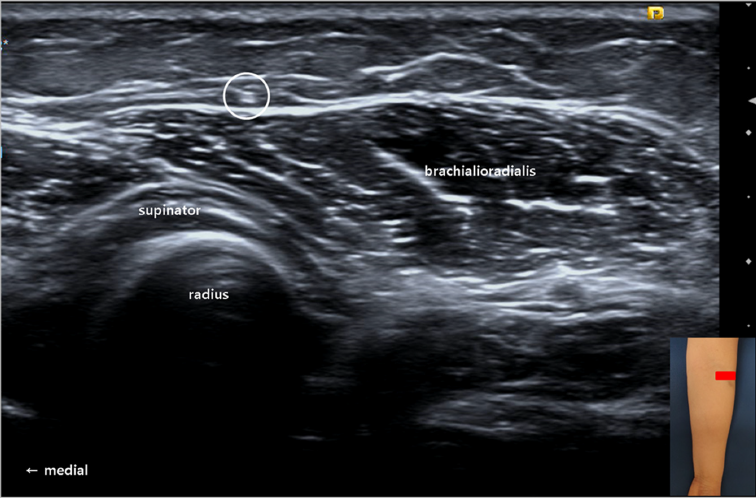 P
brachialioradialis
supinator
radius
← medial